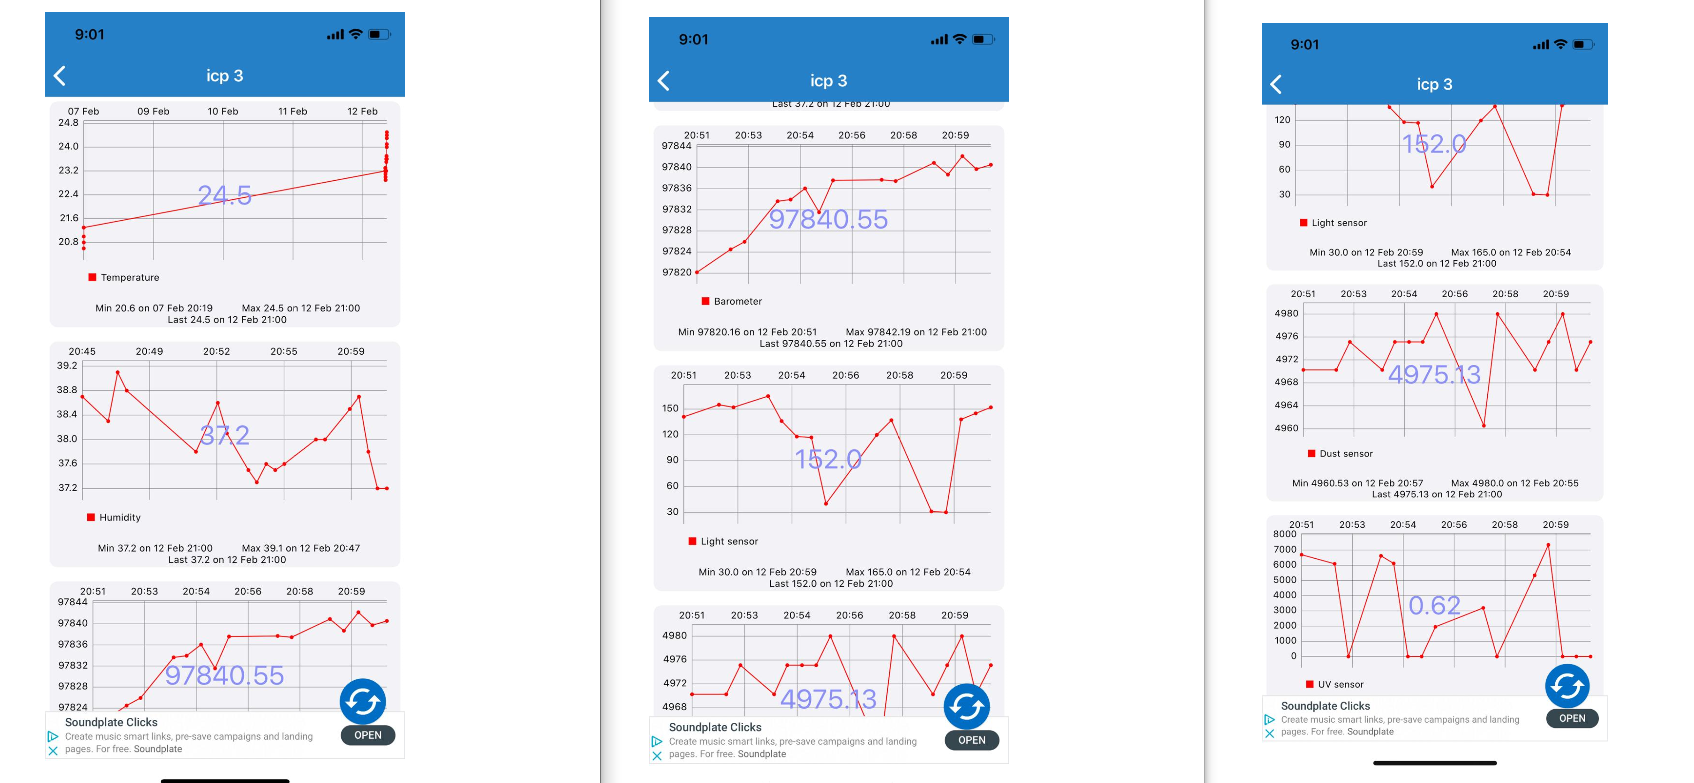 9:01
icp 3
07 Feb 09 Feb 10 Feb 11 Feb 12 Feb
24.8
24.0
23.2
22.4
21.6
20.8
24.5
Temperature
Min 20.6 on 07 Feb 20:19 Max 24.5 on 12 Feb 21:00
Last 24.5 on 12 Feb 21:00
20:45 20:49 20:52 20:55 20:59
39.2
38.8
38.4
38.0
37.6
37.2
37.2
Humidity
Min 37.2 on 12 Feb 21:00 Max 39.1 on 12 Feb 20:47
Last 37.2 on 12 Feb 21:00
20:51 20:53 20:54 20:56 20:58 20:59
97844
97840
97836
97832
97828
97824
97840.55
Soundplate Clicks
Create music smart links, pre-save campaigns and landing
pages. For free. Soundplate
OPEN
9:01
icp 3
Last 37.2 on 12 Feb 21:00
20:51 20:53 20:54 20:56 20:58 20:59
97844
97840
97836
97832
97828
97824
97820
97840.55
Barometer
Min 97820.16 on 12 Feb 20:51 Max 97842.19 on 12 Feb 21:00
Last 97840.55 on 12 Feb 21:00
20:51 20:53 20:54 20:56 20:58 20:59
150
120
90
60
30
152.0
Light sensor
Min 30.0 on 12 Feb 20:59 Max 165.0 on 12 Feb 20:54
Last 152.0 on 12 Feb 21:00
20:51 20:53 20:54 20:56 20:58 20:59
4980
4976
4972
4968
4975.13
Soundplate Clicks
Create music smart links, pre-save campaigns and landing
pages. For free. Soundplate
OPEN
9:01
icp 3
120
90
60
30
152.0
Light sensor
Min 30.0 on 12 Feb 20:59 Max 165.0 on 12 Feb 20:54
Last 152.0 on 12 Feb 21:00
20:51 20:53 20:54 20:56 20:58 20:59
4980
4976
4972
4968
4964
4960
4975.13
Dust sensor
Min 4960.53 on 12 Feb 20:57 Max 4980.0 on 12 Feb 20:55
Last 4975.13 on 12 Feb 21:00
20:51 20:53 20:54 20:56 20:58 20:59
8000
7000
6000
5000
4000
3000
2000
1000
0
0.62
UV sensor
Soundplate Clicks
Create music smart links, pre-save campaigns and landing
pages. For free. Soundplate
OPEN